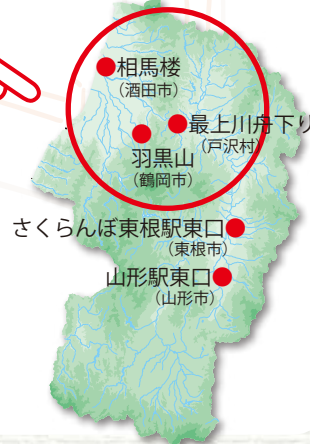 相馬楼
（酒田市）
最上川舟下り
（戸沢村）
羽黒山
（鶴岡市）
さくらんぼ東根駅東口
（東根市）
山形駅東口
（山形市）